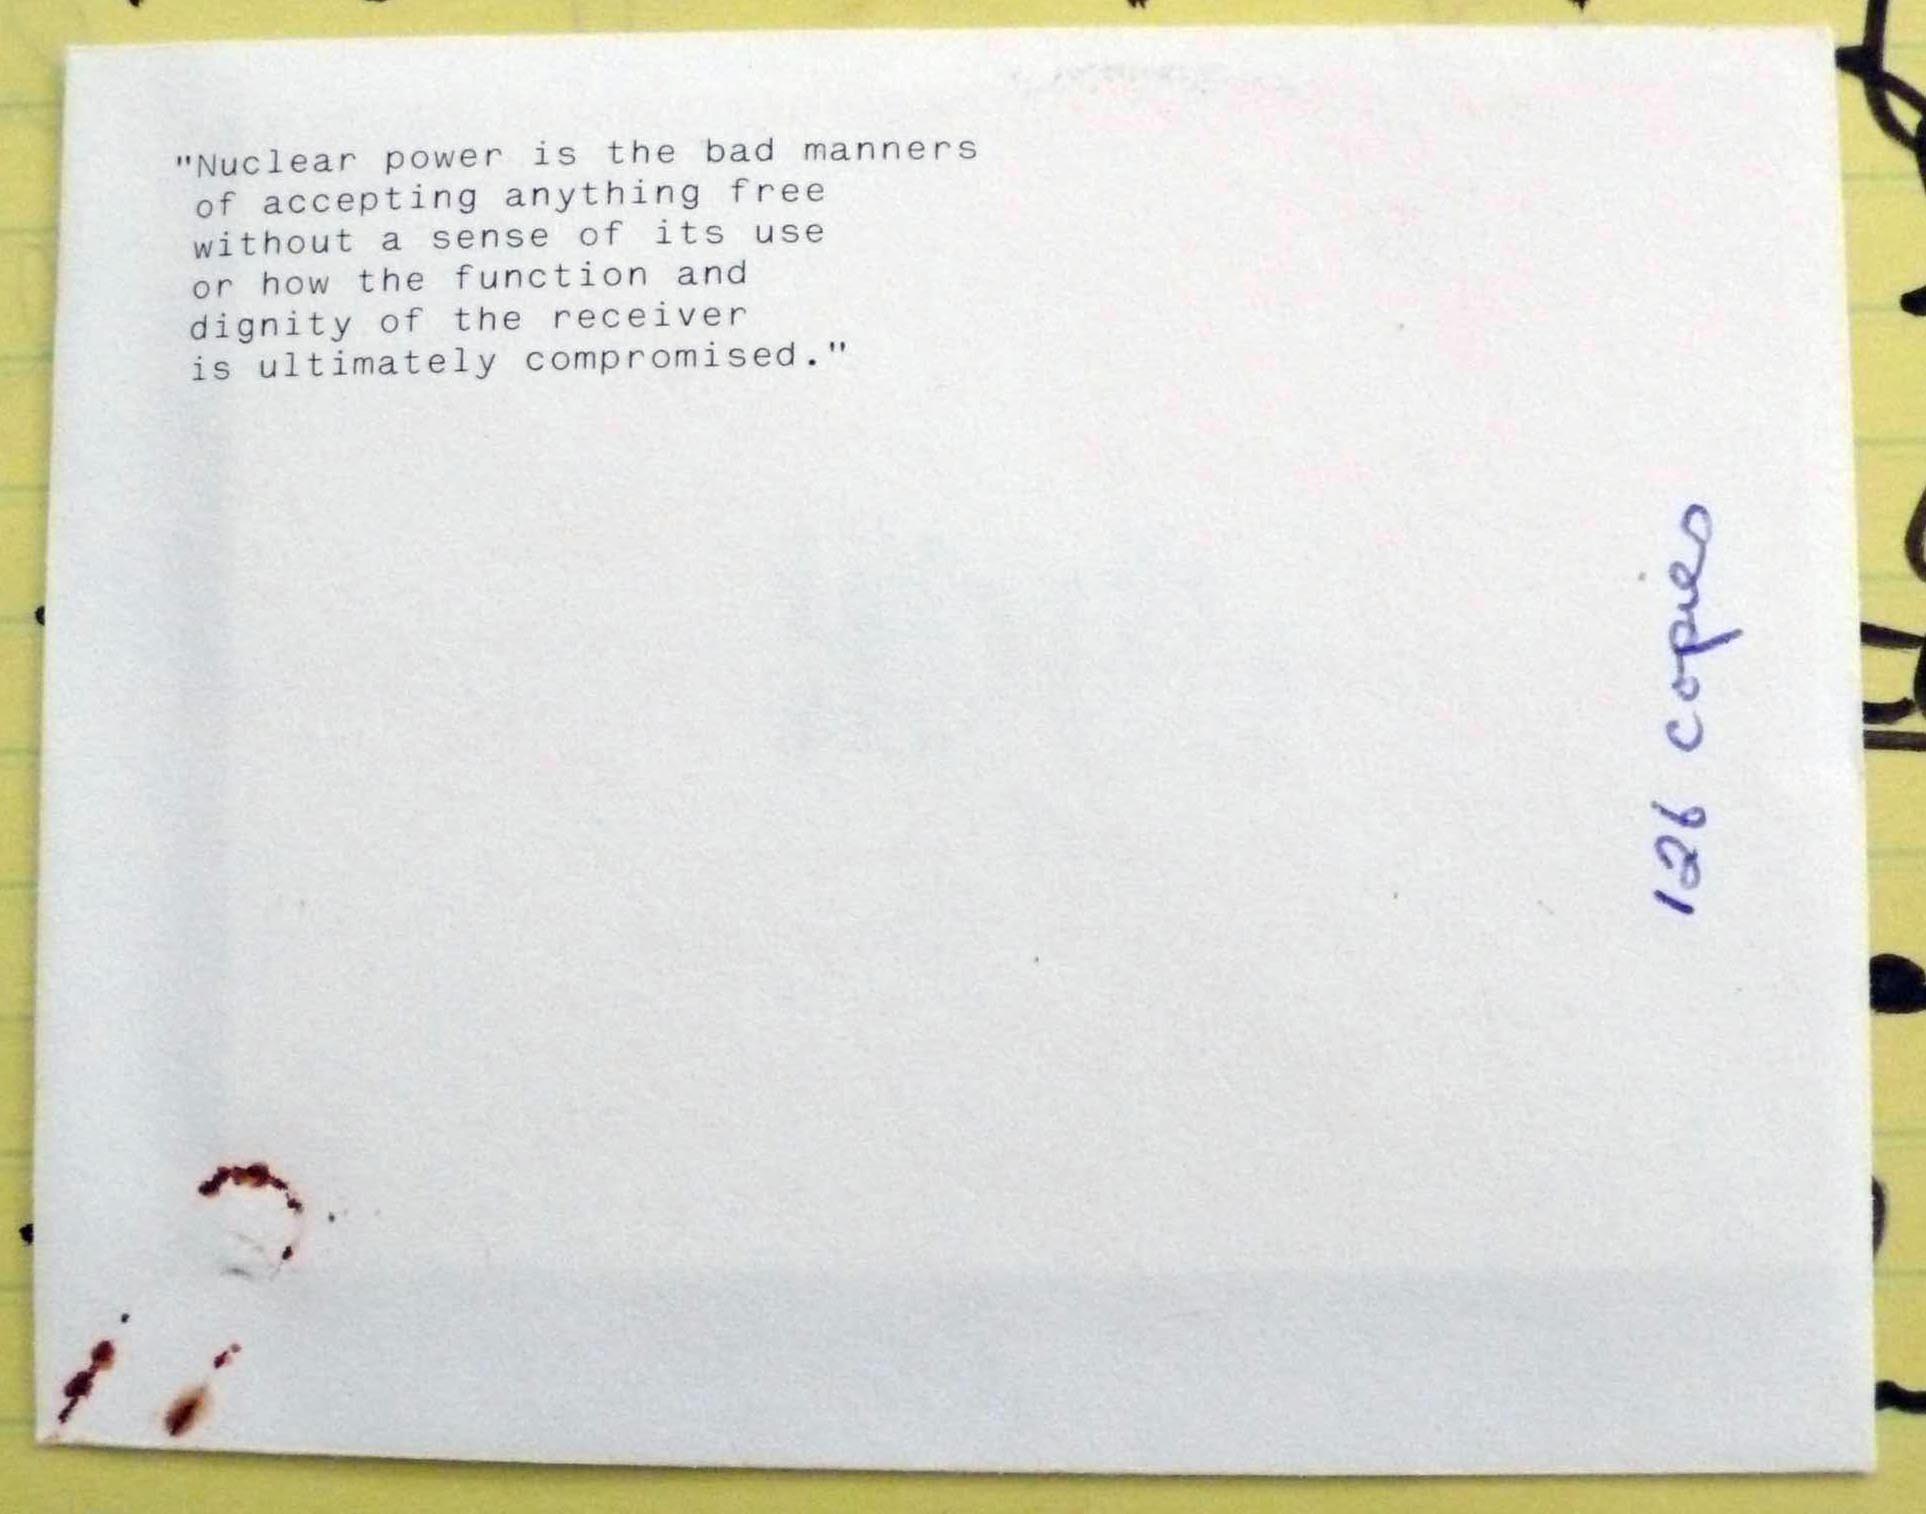 "Nuclear power is the bad manners
of accepting anything free
without a sense of its use
or how the function and
dignity of the receiver
is ultimately compromised."
126 copies